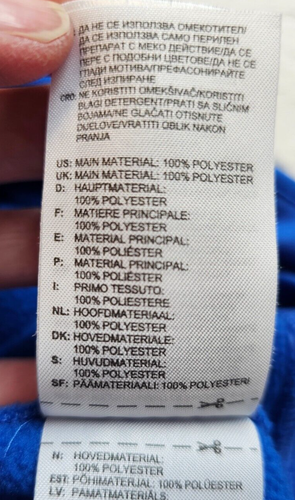 ДА НЕ СЕ ИЗПОЛЗВА ОМЕКОТИТЕЛ/
ДА СЕ ИЗПОЛЗВА САМО ПЕРИЛЕН
ПРЕПАРАТ С МЕКО ДЕЙСТВИЕ/ДА СЕ
ПЕРЕ С ПОДОБНИ ЦВЕТОВЕ/ДА НЕ СЕ
ГЛАДИ МОТИВА/ПРЕФАСОНИРАЙТЕ
СЛЕД ИЗПИРАНЕ
CRO: NE KORISTITI OMEKŠIVAČ/KORISTITI
BLAGI DETERGENT/PRATI SA SLIČNIM
BOJAMA/NE GLAČATI OTISNUTE
DIJELOVE/VRATITI OBLIK NAKON
PRANJA
US: MAIN MATERIAL: 100% POLYESTER
UK: MAIN MATERIAL: 100% POLYESTER
D: HAUPTMATERIAL:
100% POLYESTER
F: MATIERE PRINCIPALE:
100% POLYESTER
E: MATERIAL PRINCIPAL:
100% POLIÉSTER
P: MATERIAL PRINCIPAL:
100% POLIÉSTER
I: PRIMO TESSUTO:
100% POLIESTERE
NL: HOOFDMATERIAAL:
100% POLYESTER
DK: HOVEDMATERIALE:
100% POLYESTER
S: HUVUDMATERIAL:
100% POLYESTER
SF: PÄÄMATERIAALI: 100% POLYESTERI
N: HOVEDMATERIAL:
100% POLYESTER
EST: PÕHIMATERJAL: 100% POLÜESTER
LV: PAMATMATERIĀLS: